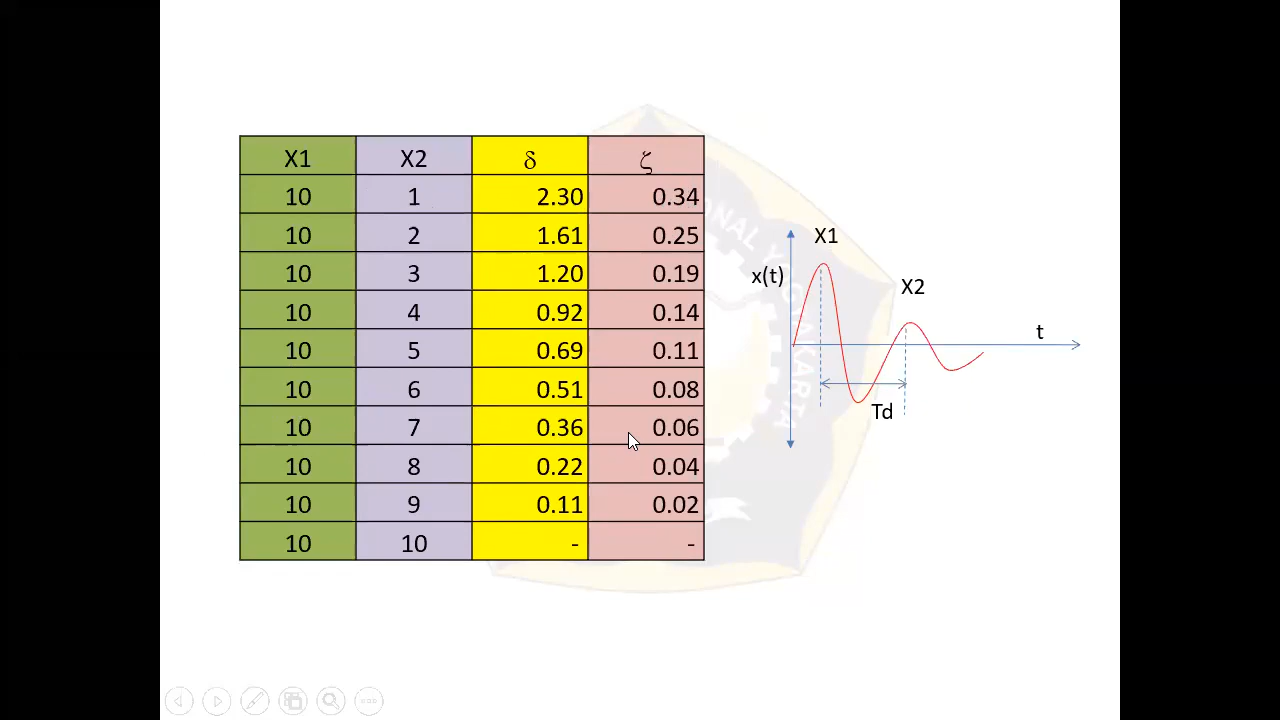 X1 X2 δ ζ
10 1 2.30 0.34
10 2 1.61 0.25
10 3 1.20 0.19
10 4 0.92 0.14
10 5 0.69 0.11
10 6 0.51 0.08
10 7 0.36 0.06
10 8 0.22 0.04
10 9 0.11 0.02
10 10 - -
X1
x(t)
X2
t
Td